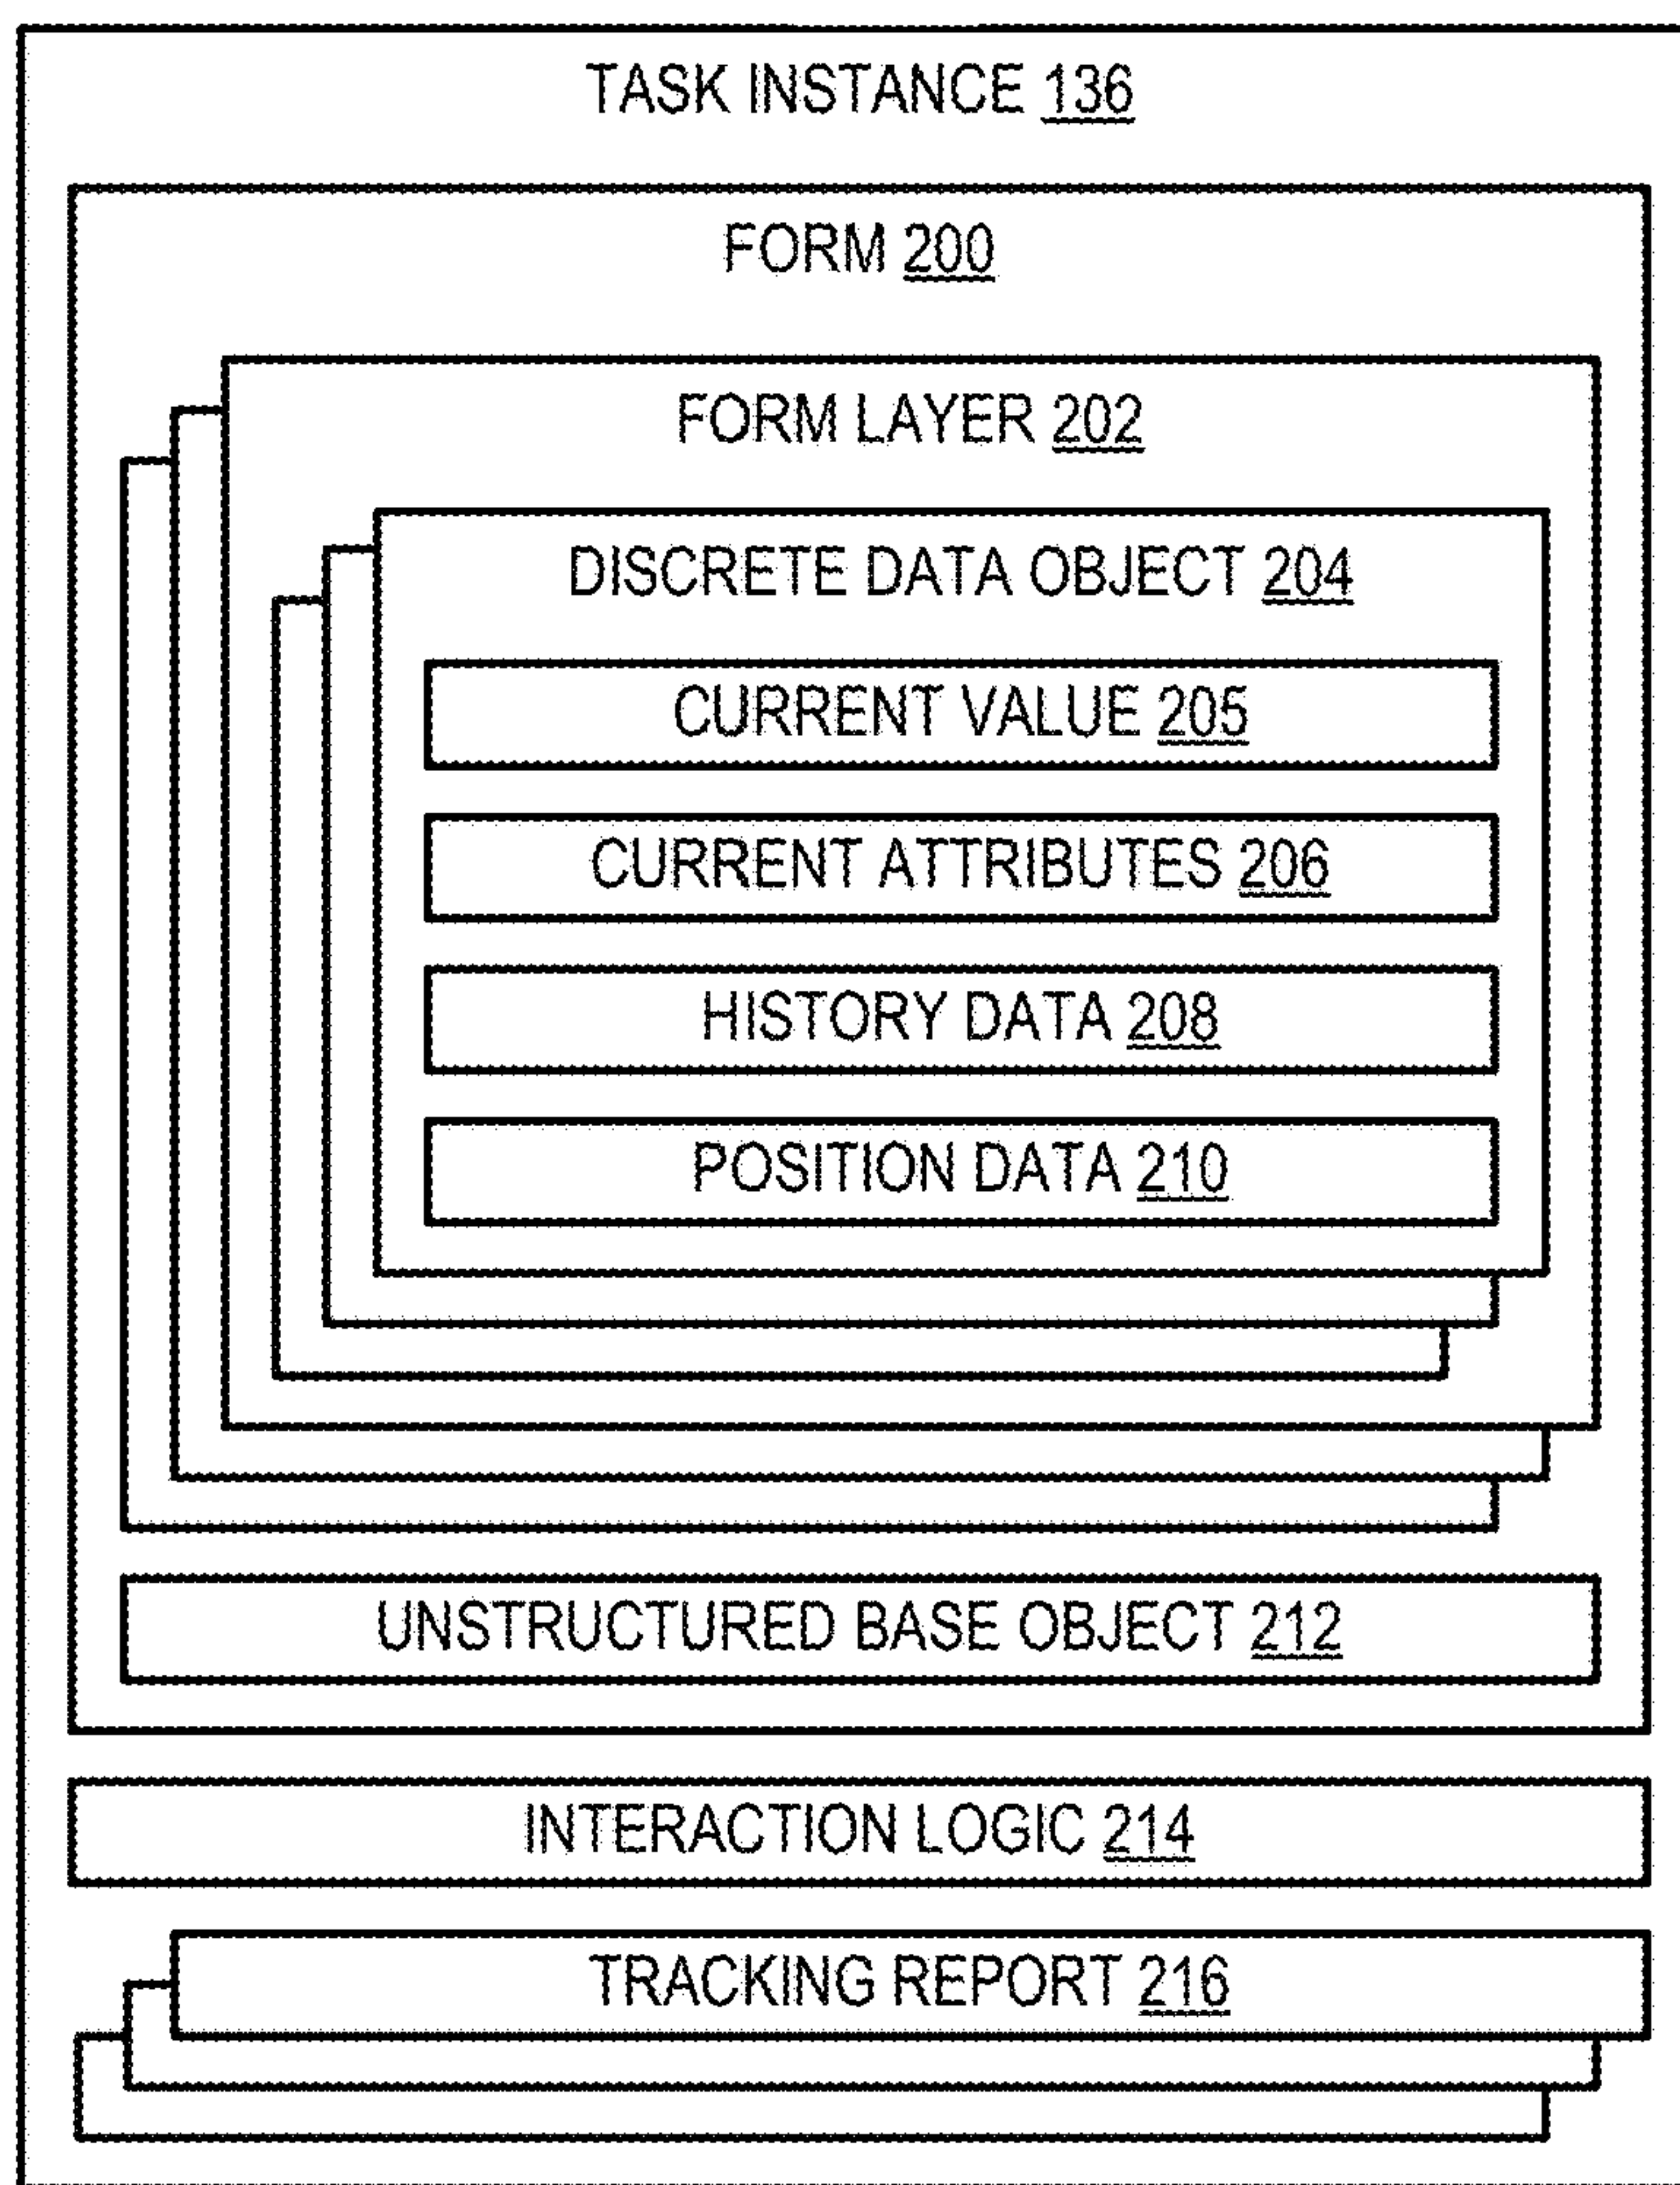 TASK INSTANCE 136
FORM 200
FORM LAYER 202
DISCRETE DATA OBJECT 204
CURRENT VALUE 205
CURRENT ATTRIBUTES 206
HISTORY DATA 208
POSITION DATA 210
UNSTRUCTURED BASE OBJECT 212
INTERACTION LOGIC 214
TRACKING REPORT 216